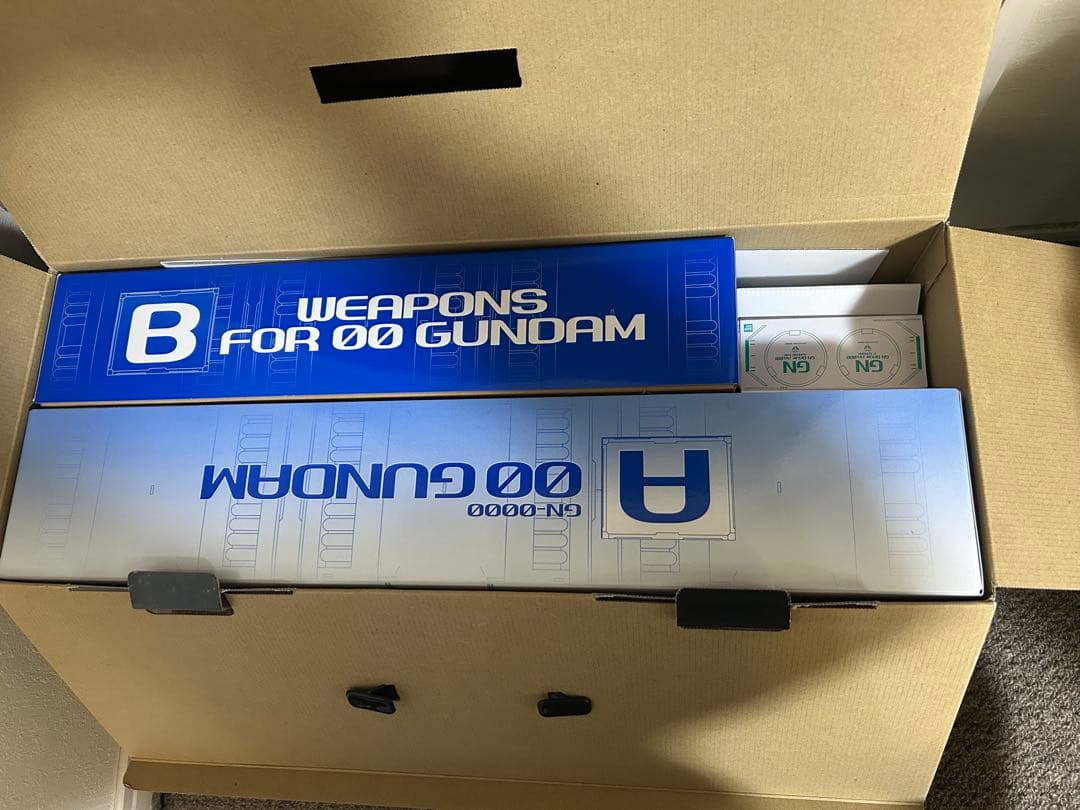 B
WEAPONS
FOR 00 GUNDAM
GN
GN
A
GN-0000
00 GUNDAM